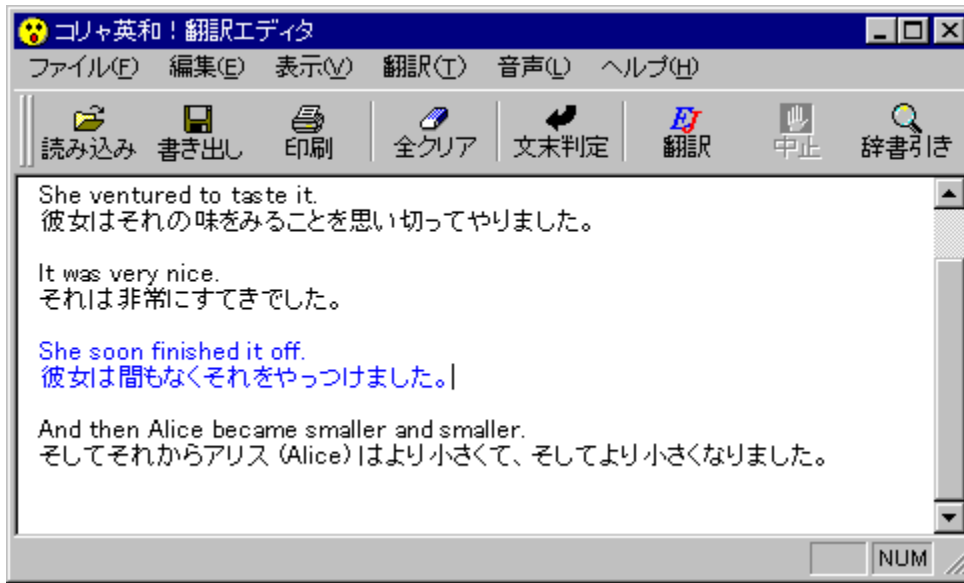 コリャ英和！翻訳エディタ
ファイル(F) 編集(E) 表示(V) 翻訳(T) 音声(L) ヘルプ(H)
読み込み 書き出し 印刷 全クリア 文末判定 EJ 翻訳 中止 辞書引き
She ventured to taste it.
彼女はそれの味をみることを思い切ってやりました。
It was very nice.
それは非常にすてきでした。
She soon finished it off.
彼女は間もなくそれをやっつけました。
And then Alice became smaller and smaller.
そしてそれからアリス (Alice) はより小さくて、そしてより小さくなりました。
NUM